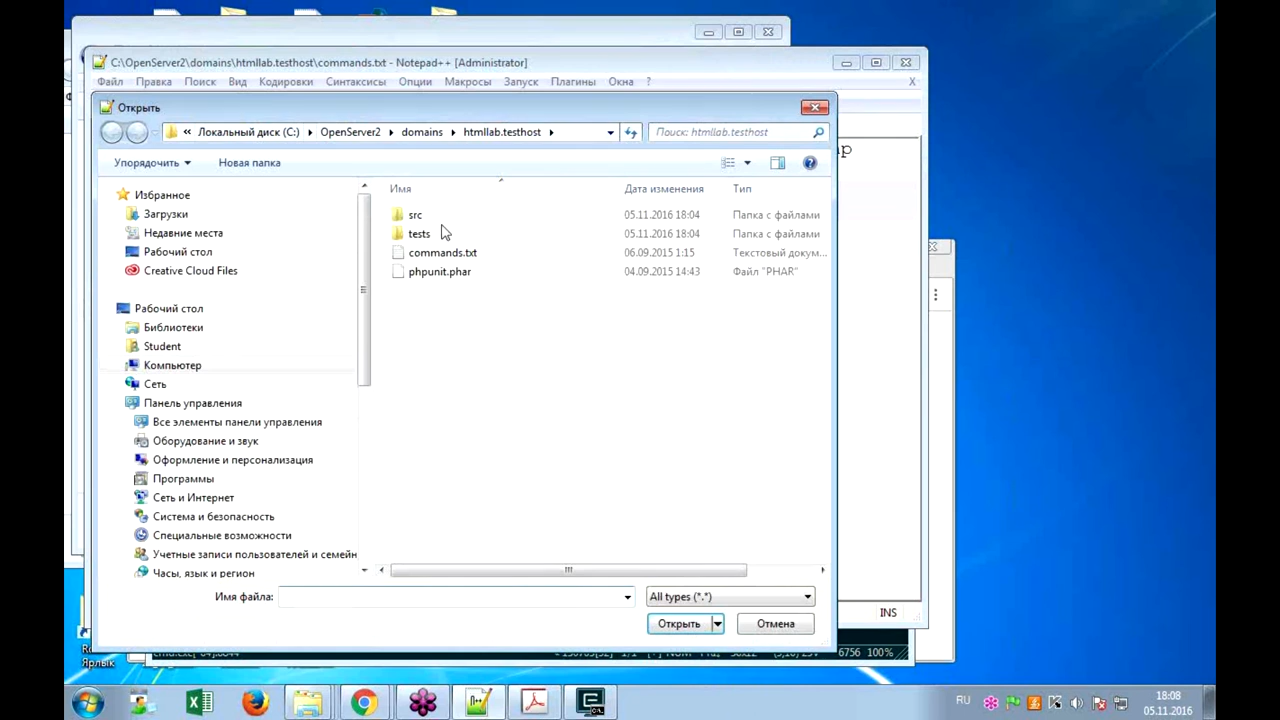 C:\OpenServer2\domains\htmllab.testhost\commands.txt - Notepad++ [Administrator]
Файл Правка Поиск Вид Кодировки Синтаксисы Опции Макросы Запуск Плагины Окна ? X
Открыть
« Локальный диск (C:) OpenServer2 domains htmllab.testhost Поиск: htmllab.testhost
ap
Упорядочить Новая папка
Имя Дата изменения Тип
Избранное
Загрузки
Недавние места
Рабочий стол
Creative Cloud Files
Рабочий стол
Библиотеки
Student
Компьютер
Сеть
Панель управления
Все элементы панели управления
Оборудование и звук
Оформление и персонализация
Программы
Сеть и Интернет
Система и безопасность
Специальные возможности
Учетные записи пользователей и семейн
Часы, язык и регион
src 05.11.2016 18:04 Папка с файлами
tests 05.11.2016 18:04 Папка с файлами
commands.txt 06.09.2015 1:15 Текстовый докум...
phpunit.phar 04.09.2015 14:43 Файл "PHAR"
Имя файла: All types (*.*)
Открыть Отмена
INS
Ярлык
6756 100%
RU 18:08
05.11.2016